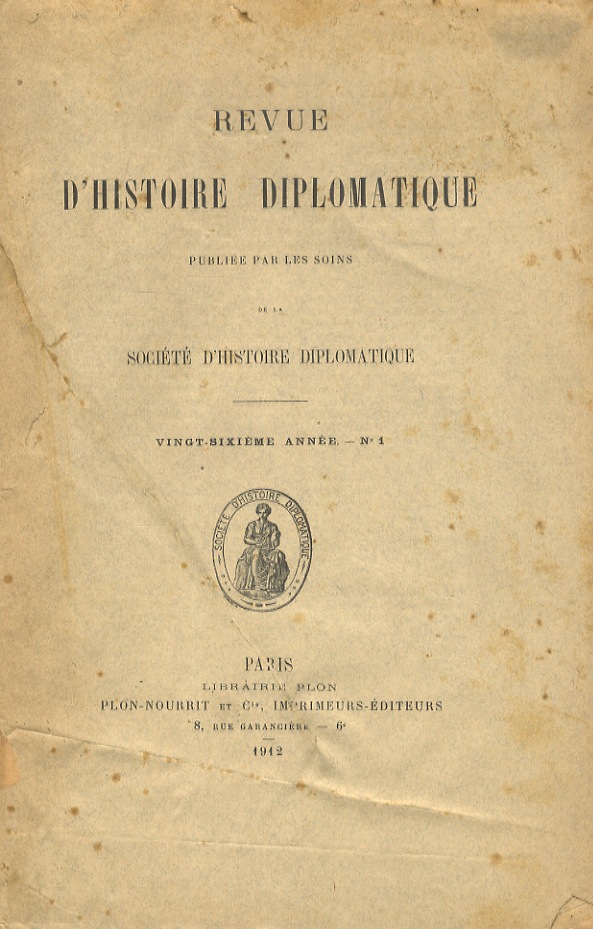 REVUE
D'HISTOIRE DIPLOMATIQUE
PUBLIÉE PAR LES SOINS
DE LA
SOCIÉTÉ D'HISTOIRE DIPLOMATIQUE
VINGT-SIXIÈME ANNÉE. — N° 1
SOCIÉTÉ D'HISTOIRE DIPLOMATIQUE
PARIS
LIBRAIRIE PLON
PLON-NOURRIT ET Cie, IMPRIMEURS-ÉDITEURS
8, RUE GARANCIÈRE — 6e
1912